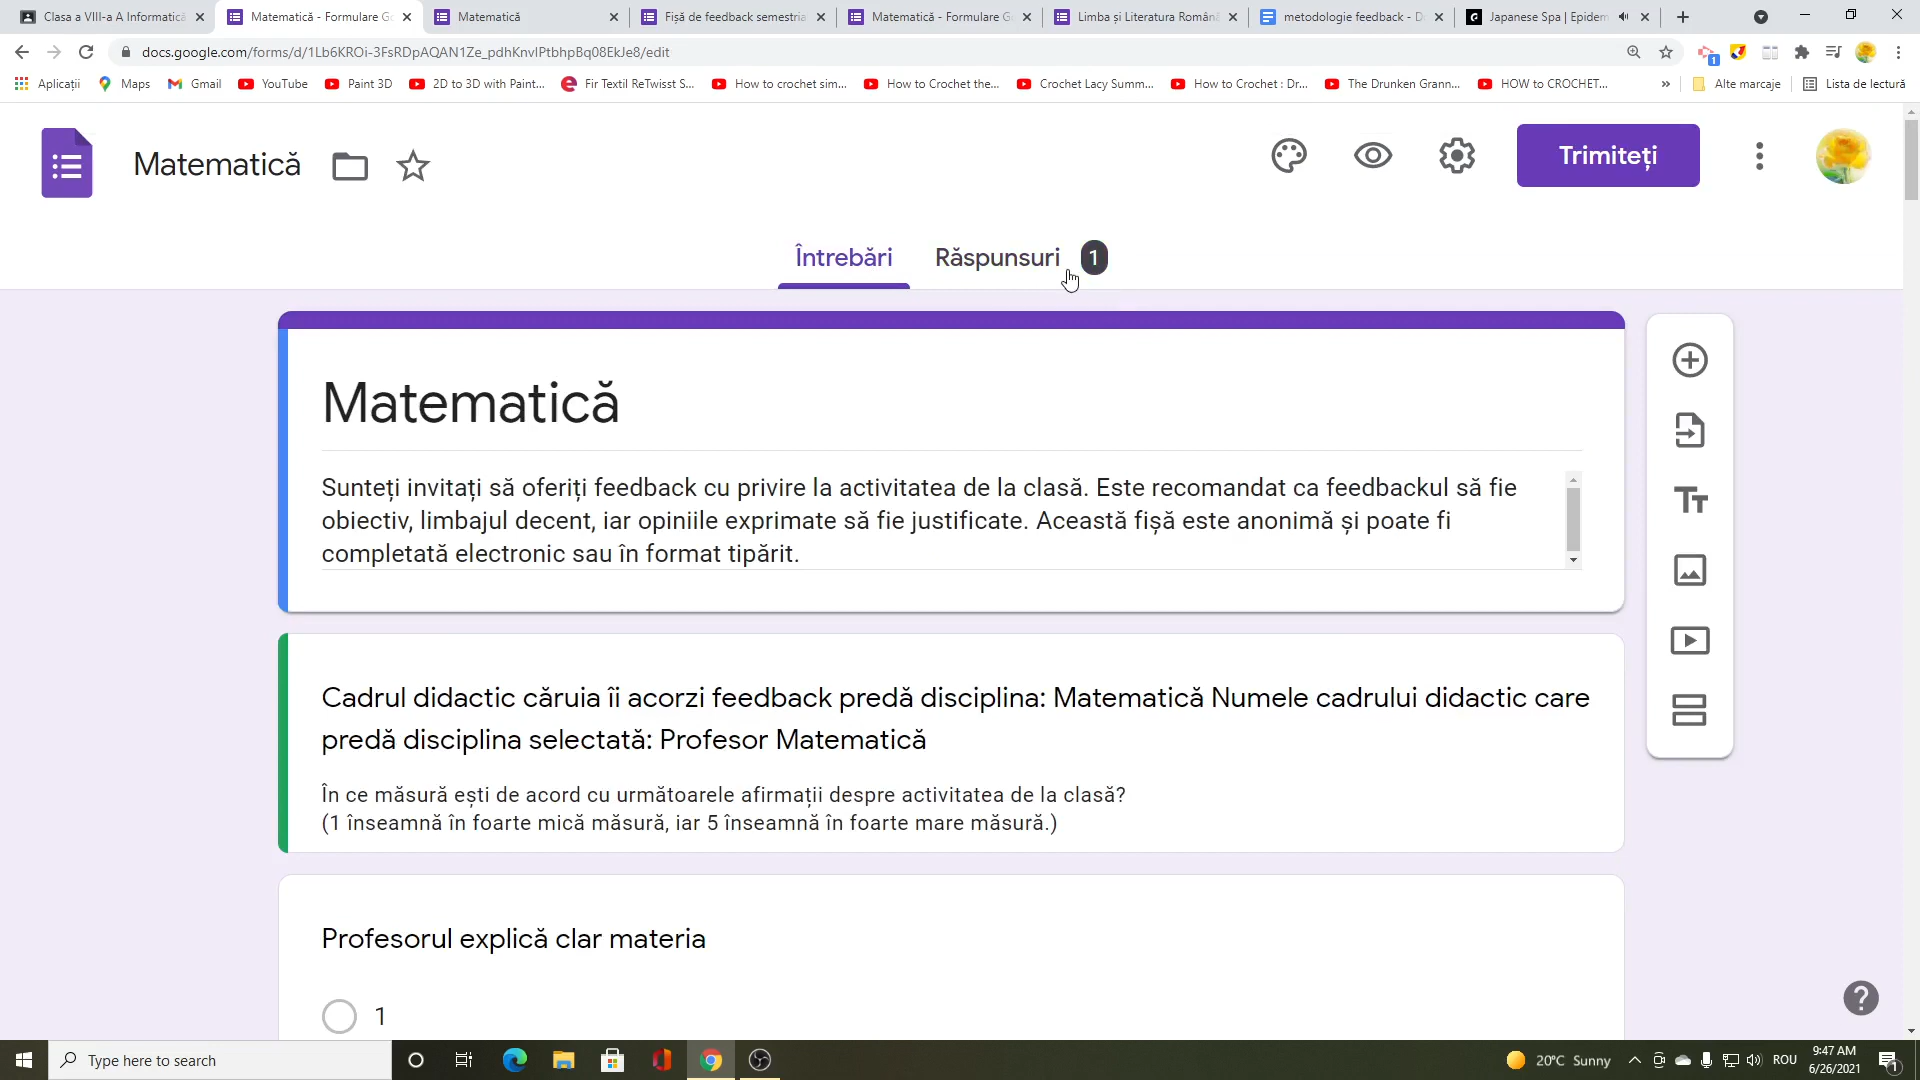 Clasa a VIII-a A Informatică
Matematică - Formulare Go
Matematică
Fișă de feedback semestria
Matematică - Formulare G
Limba și Literatura Română
metodologie feedback - D
Japanese Spa | Epidem
docs.google.com/forms/d/1Lb6KROi-3FsRDpAQAN1Ze_pdhKnvIPtbhpBq08EkJe8/edit
1
Aplicații
Maps
Gmail
YouTube
Paint 3D
2D to 3D with Paint...
Fir Textil ReTwisst S...
How to crochet sim...
How to Crochet the...
Crochet Lacy Summ...
How to Crochet : Dr...
The Drunken Grann...
HOW to CROCHET...
»
Alte marcaje
Lista de lectură
Matematică
Trimiteți
Întrebări
Răspunsuri
1
Matematică
Sunteți invitați să oferiți feedback cu privire la activitatea de la clasă. Este recomandat ca feedbackul să fie
obiectiv, limbajul decent, iar opiniile exprimate să fie justificate. Această fișă este anonimă și poate fi
completată electronic sau în format tipărit.
Cadrul didactic căruia îi acorzi feedback predă disciplina: Matematică Numele cadrului didactic care
predă disciplina selectată: Profesor Matematică
În ce măsură ești de acord cu următoarele afirmații despre activitatea de la clasă?
(1 înseamnă în foarte mică măsură, iar 5 înseamnă în foarte mare măsură.)
Profesorul explică clar materia
1
Type here to search
20°C Sunny
ROU
9:47 AM
6/26/2021
1